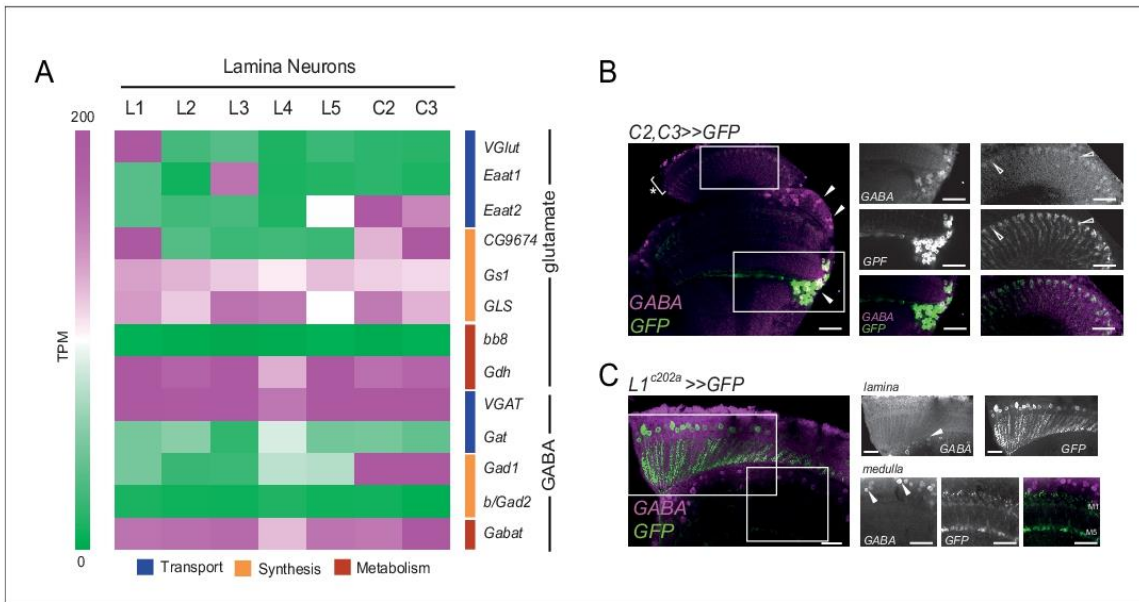 A
Lamina Neurons
L1 L2 L3 L4 L5 C2 C3
200
TPM
0
VGlut
Eaat1
Eaat2
CG9674
Gs1
GLS
bb8
Gdh
VGAT
Gat
Gad1
b/Gad2
Gabat
glutamate
GABA
Transport Synthesis Metabolism
B
C2,C3>>GFP
*
GABA
GFP
GABA
GPF
GABA
GFP
C
L1c202a >>GFP
GABA
GFP
lamina
GABA
GFP
medulla
GABA
GFP
M1
M5